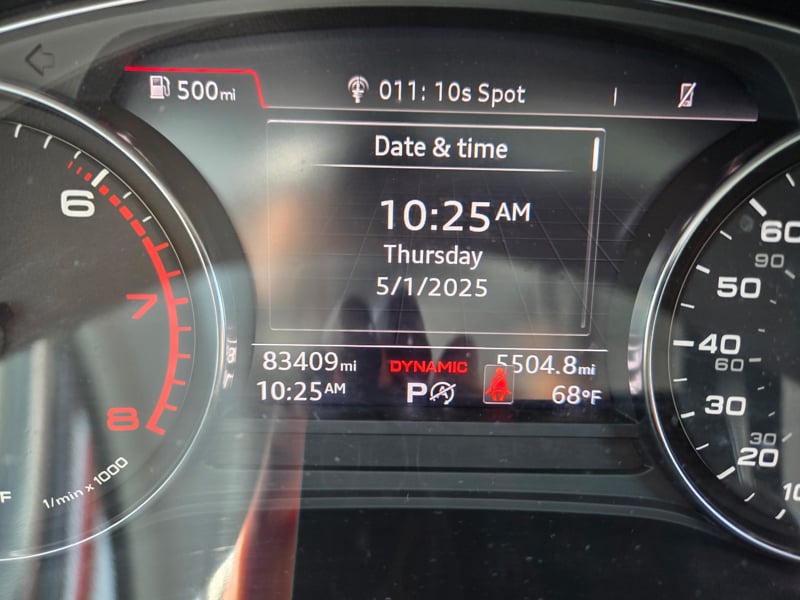 500mi
011: 10s Spot
Date & time
10:25AM
Thursday
5/1/2025
83409mi
DYNAMIC
5504.8mi
10:25AM
P
A
68°F
6
7
8
1/min x 1000
F
60
90
50
40
60
30
30
20
10